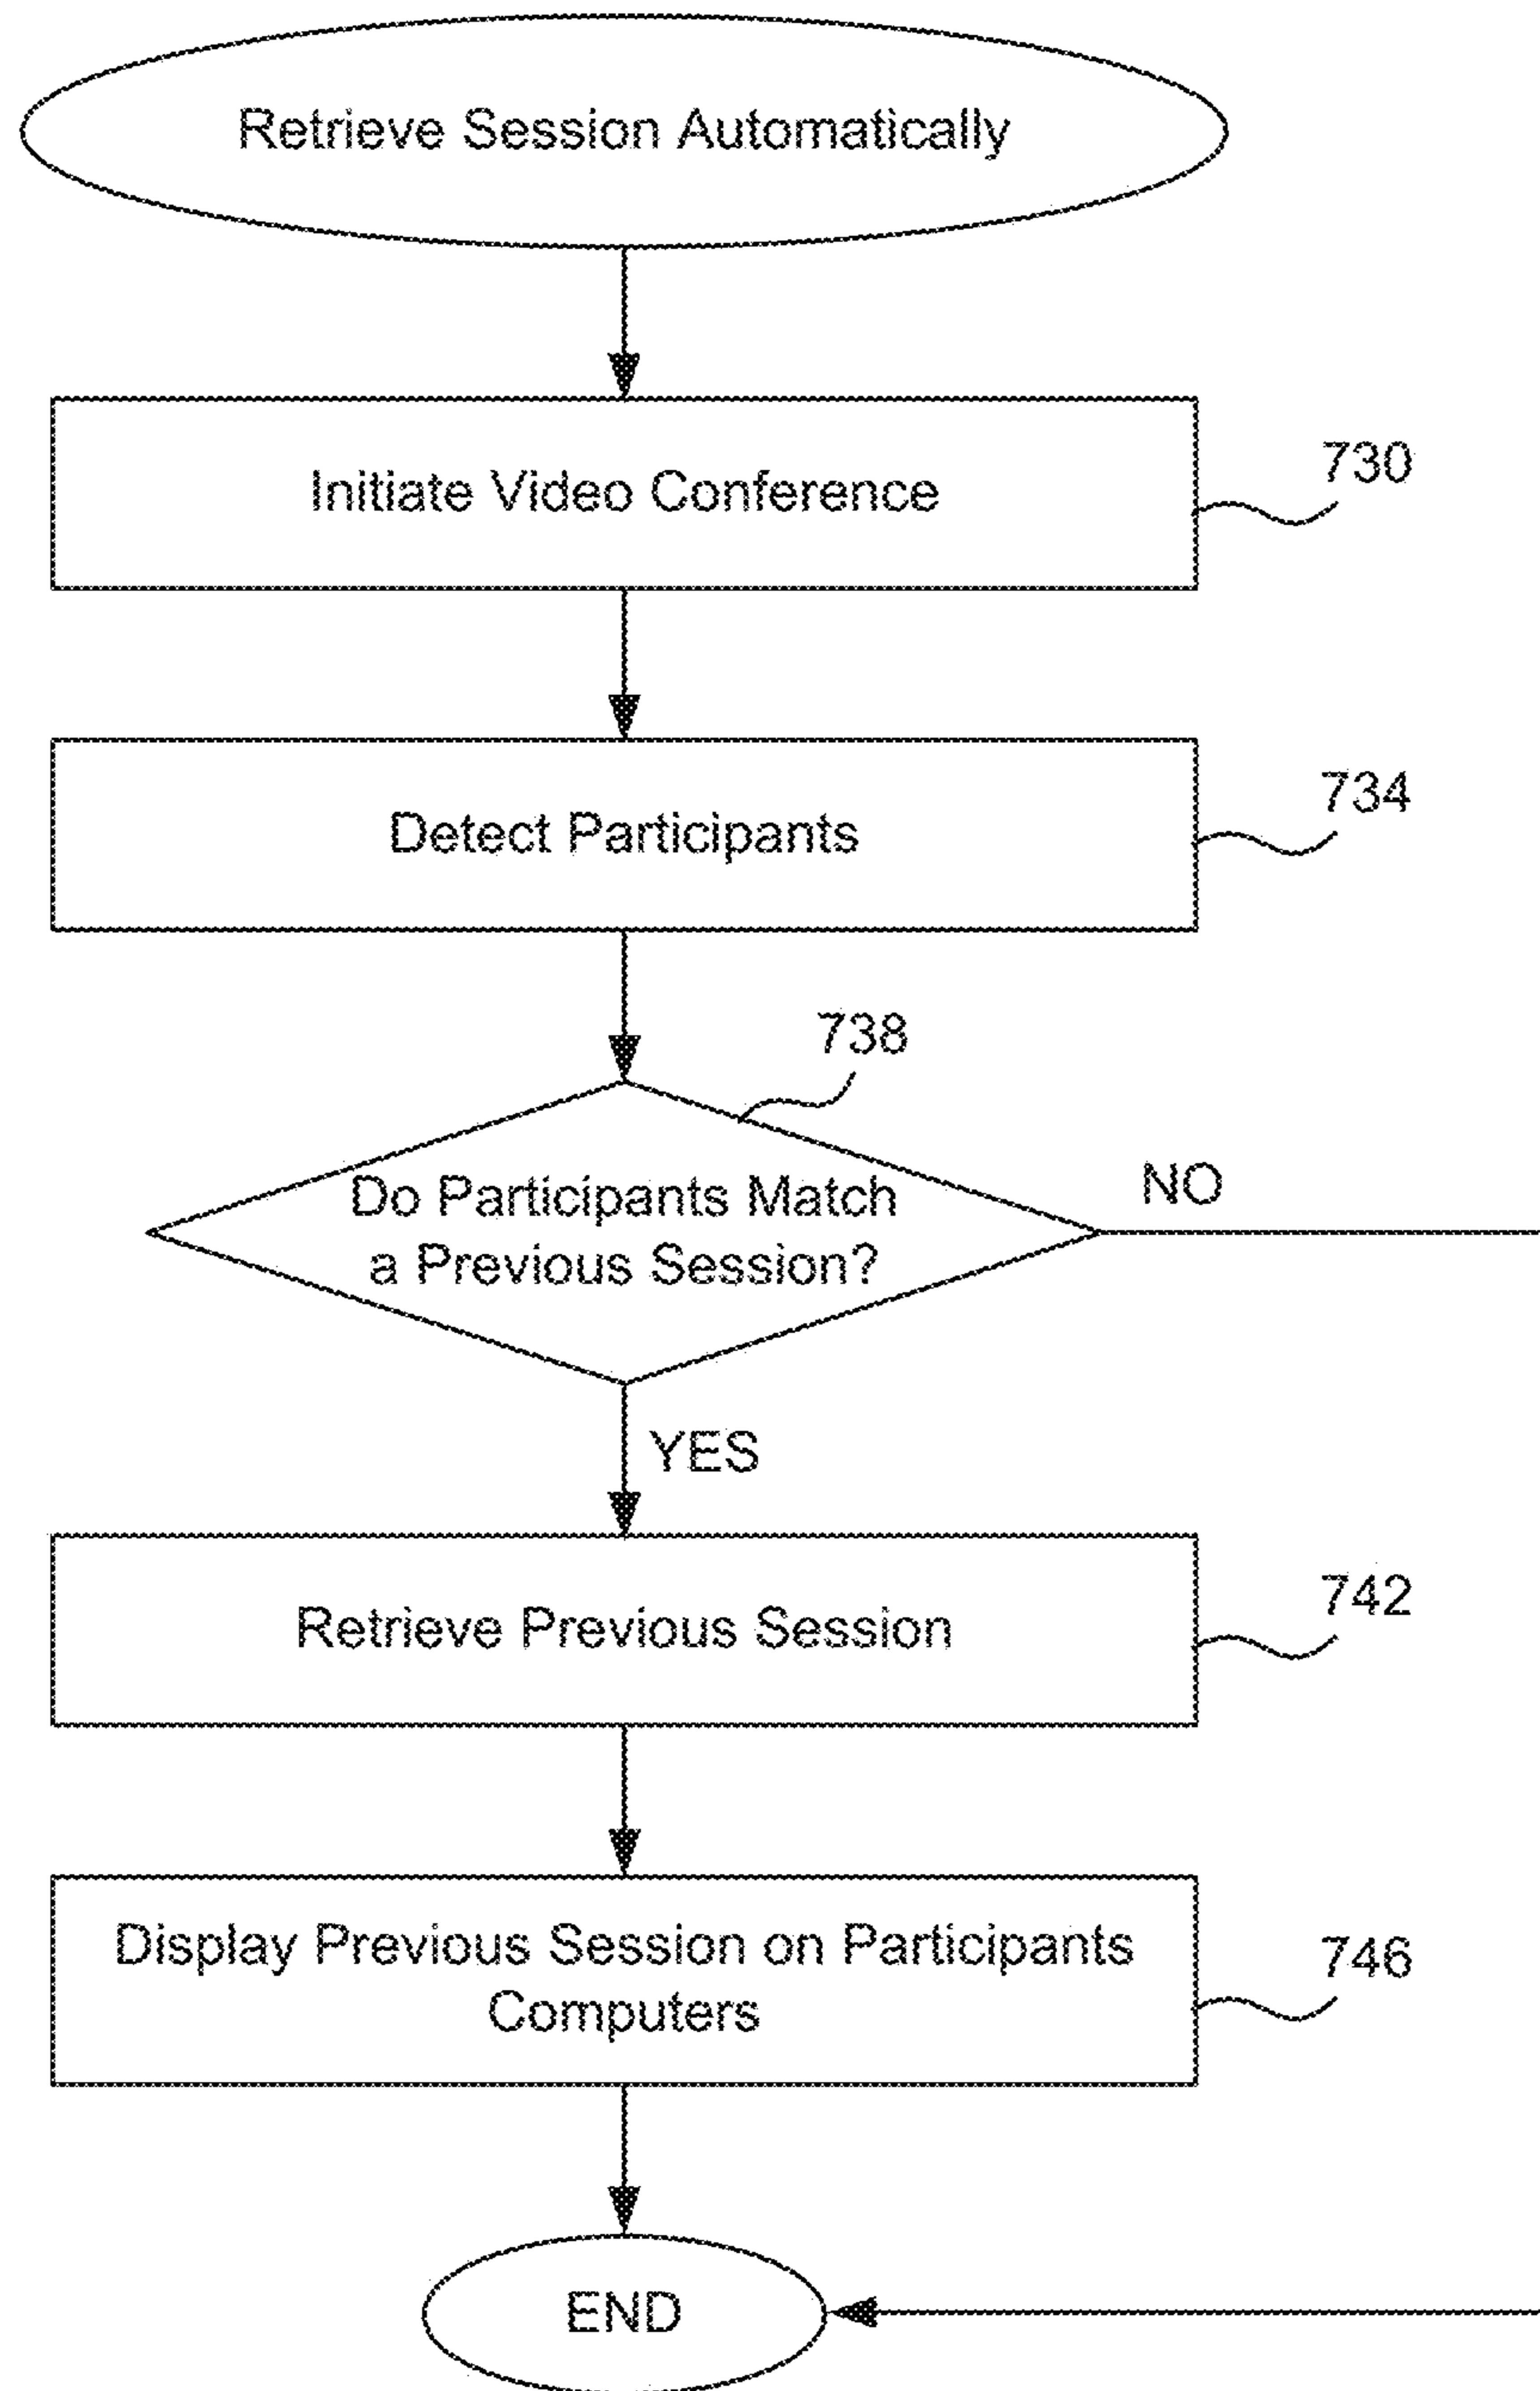 Retrieve Session Automatically
Initiate Video Conference
730
Detect Participants
734
738
Do Participants Match
a Previous Session?
NO
YES
Retrieve Previous Session
742
Display Previous Session on Participants
Computers
746
END